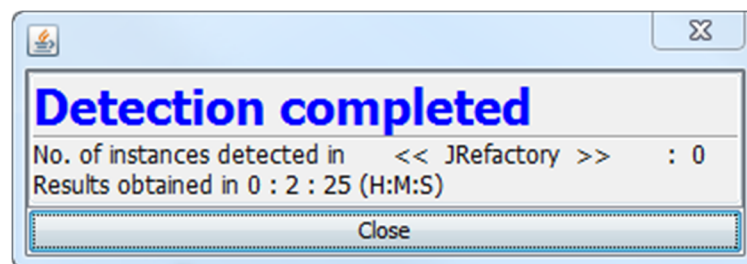 Detection completed
No. of instances detected in << JRefactory >> : 0
Results obtained in 0 : 2 : 25 (H:M:S)
Close